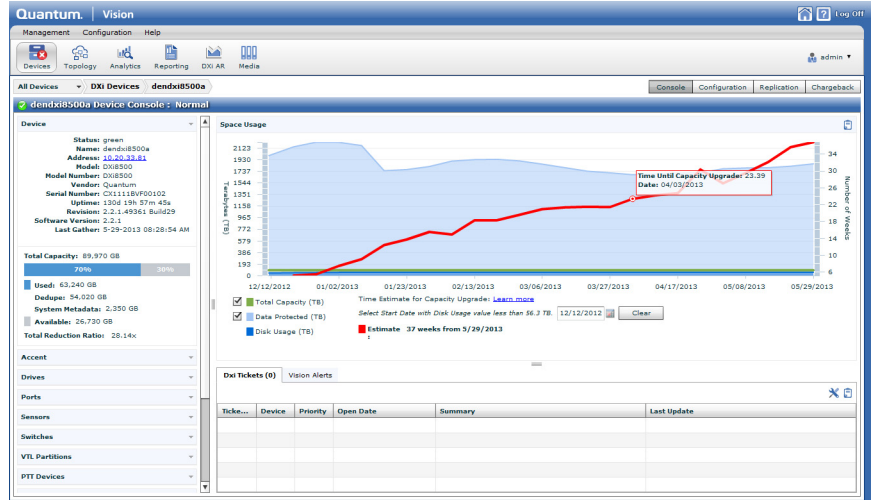 Quantum. Vision
Log Off
Management Configuration Help
Devices Topology Analytics Reporting DXi AR Media
admin
All Devices DXi Devices dendxi8500a
Console Configuration Replication Chargeback
dendxi8500a Device Console : Normal
Device
Status: green
Name: dendxi8500a
Address: 10.20.33.81
Model: DXi8500
Model Number: DXi8500
Vendor: Quantum
Serial Number: CX1111BVF00102
Uptime: 130d 19h 57m 45s
Revision: 2.2.1.49361 Build29
Software Version: 2.2.1
Last Gather: 5-29-2013 08:28:54 AM
Total Capacity: 89,970 GB
70% 30%
Used: 63,240 GB
Dedupe: 54,020 GB
System Metadata: 2,350 GB
Available: 26,730 GB
Total Reduction Ratio: 28.14x
Accent
Drives
Ports
Sensors
Switches
VTL Partitions
PTT Devices
Space Usage
Terabytes (TB)
2123
1930
1737
1544
1351
1158
965
772
579
386
193
0
Time Until Capacity Upgrade: 23.39
Date: 04/03/2013
34
30
26
22
18
14
10
6
Number of Weeks
12/12/2012 01/02/2013 01/23/2013 02/13/2013 03/06/2013 03/27/2013 04/17/2013 05/08/2013 05/29/2013
Total Capacity (TB)
Data Protected (TB)
Disk Usage (TB)
Time Estimate for Capacity Upgrade: Learn more
Select Start Date with Disk Usage value less than 56.3 TB. 12/12/2012 Clear
Estimate 37 weeks from 5/29/2013
:
Dxi Tickets (0) Vision Alerts
Ticke... Device Priority Open Date Summary Last Update